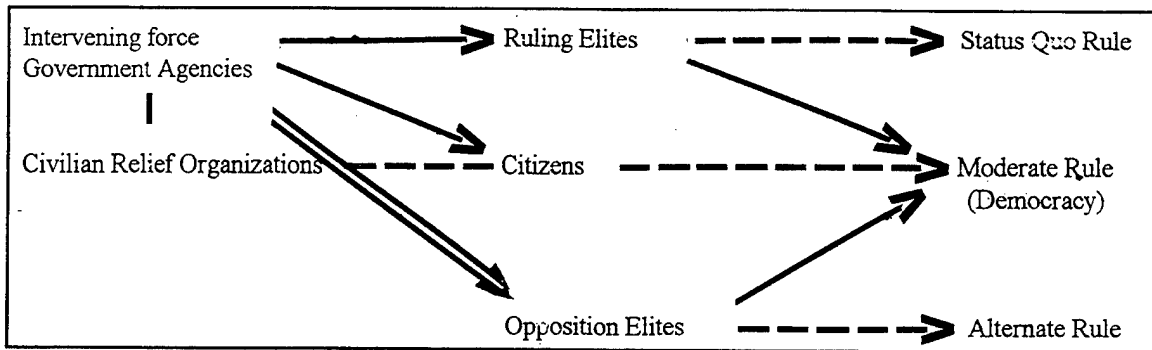 Intervening force
Government Agencies
Ruling Elites
Status Quo Rule
Civilian Relief Organizations
Citizens
Moderate Rule
(Democracy)
Opposition Elites
Alternate Rule